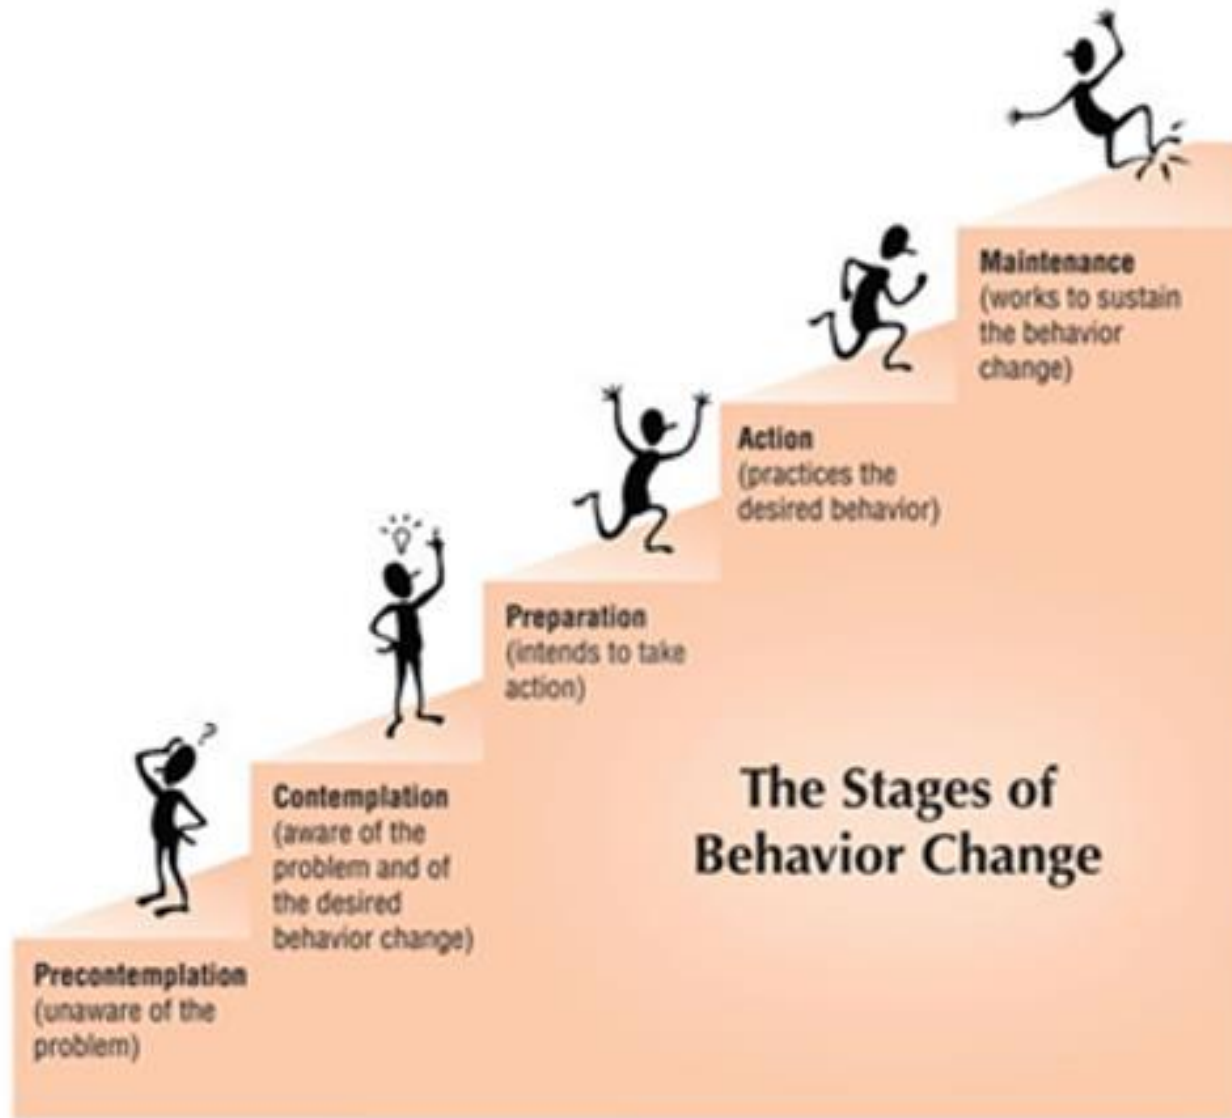 Maintenance
(works to sustain
the behavior
change)
Action
(practices the
desired behavior)
Preparation
(intends to take
action)
Contemplation
(aware of the
problem and of
the desired
behavior change)
Precontemplation
(unaware of the
problem)
The Stages of
Behavior Change
?